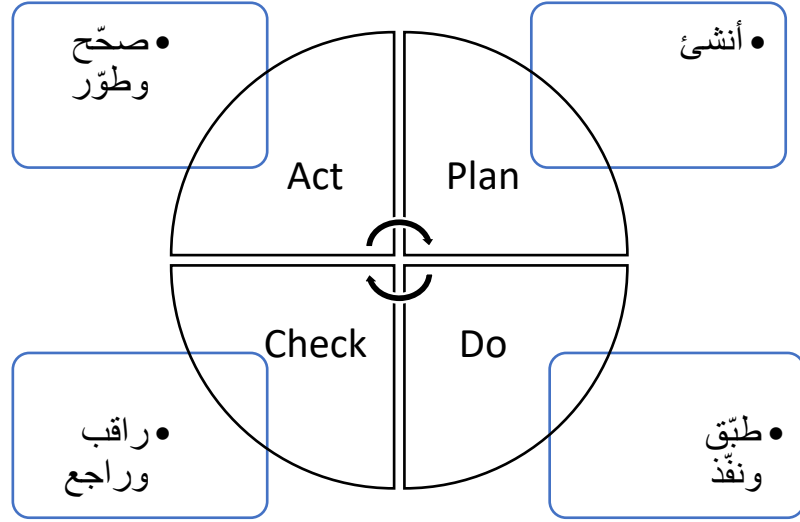 • صحّح
وطوّر
• أنشئ
Act
Plan
Check
Do
• راقب
وراجع
• طبّق
ونفّذ